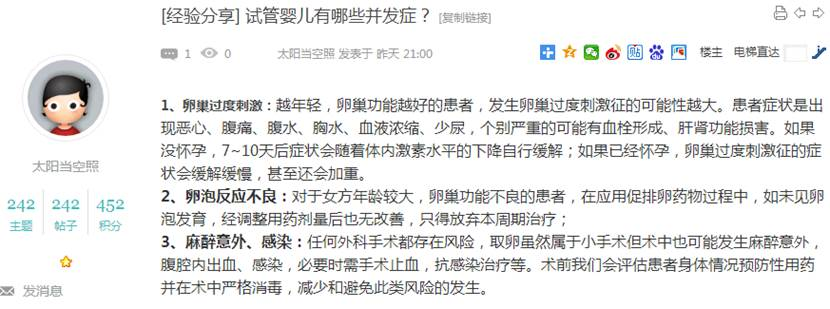 [经验分享] 试管婴儿有哪些并发症？ [复制链接]
1 0 太阳当空照 发表于 昨天 21:00 贴 楼主 电梯直达
1、卵巢过度刺激：越年轻，卵巢功能越好的患者，发生卵巢过度刺激征的可能性越大。患者症状是出
现恶心、腹痛、腹水、胸水、血液浓缩、少尿，个别严重的可能有血栓形成、肝肾功能损害。如果
没怀孕，7~10天后症状会随着体内激素水平的下降自行缓解；如果已经怀孕，卵巢过度刺激征的症
状会缓解缓慢，甚至还会加重。
2、卵泡反应不良：对于女方年龄较大，卵巢功能不良的患者，在应用促排卵药物过程中，如未见卵
泡发育，经调整用药剂量后也无改善，只得放弃本周期治疗；
3、麻醉意外、感染：任何外科手术都存在风险，取卵虽然属于小手术但术中也可能发生麻醉意外，
腹腔内出血、感染，必要时需手术止血，抗感染治疗等。术前我们会评估患者身体情况预防性用药
并在术中严格消毒，减少和避免此类风险的发生。
太阳当空照
242 242 452
主题 帖子 积分
发消息